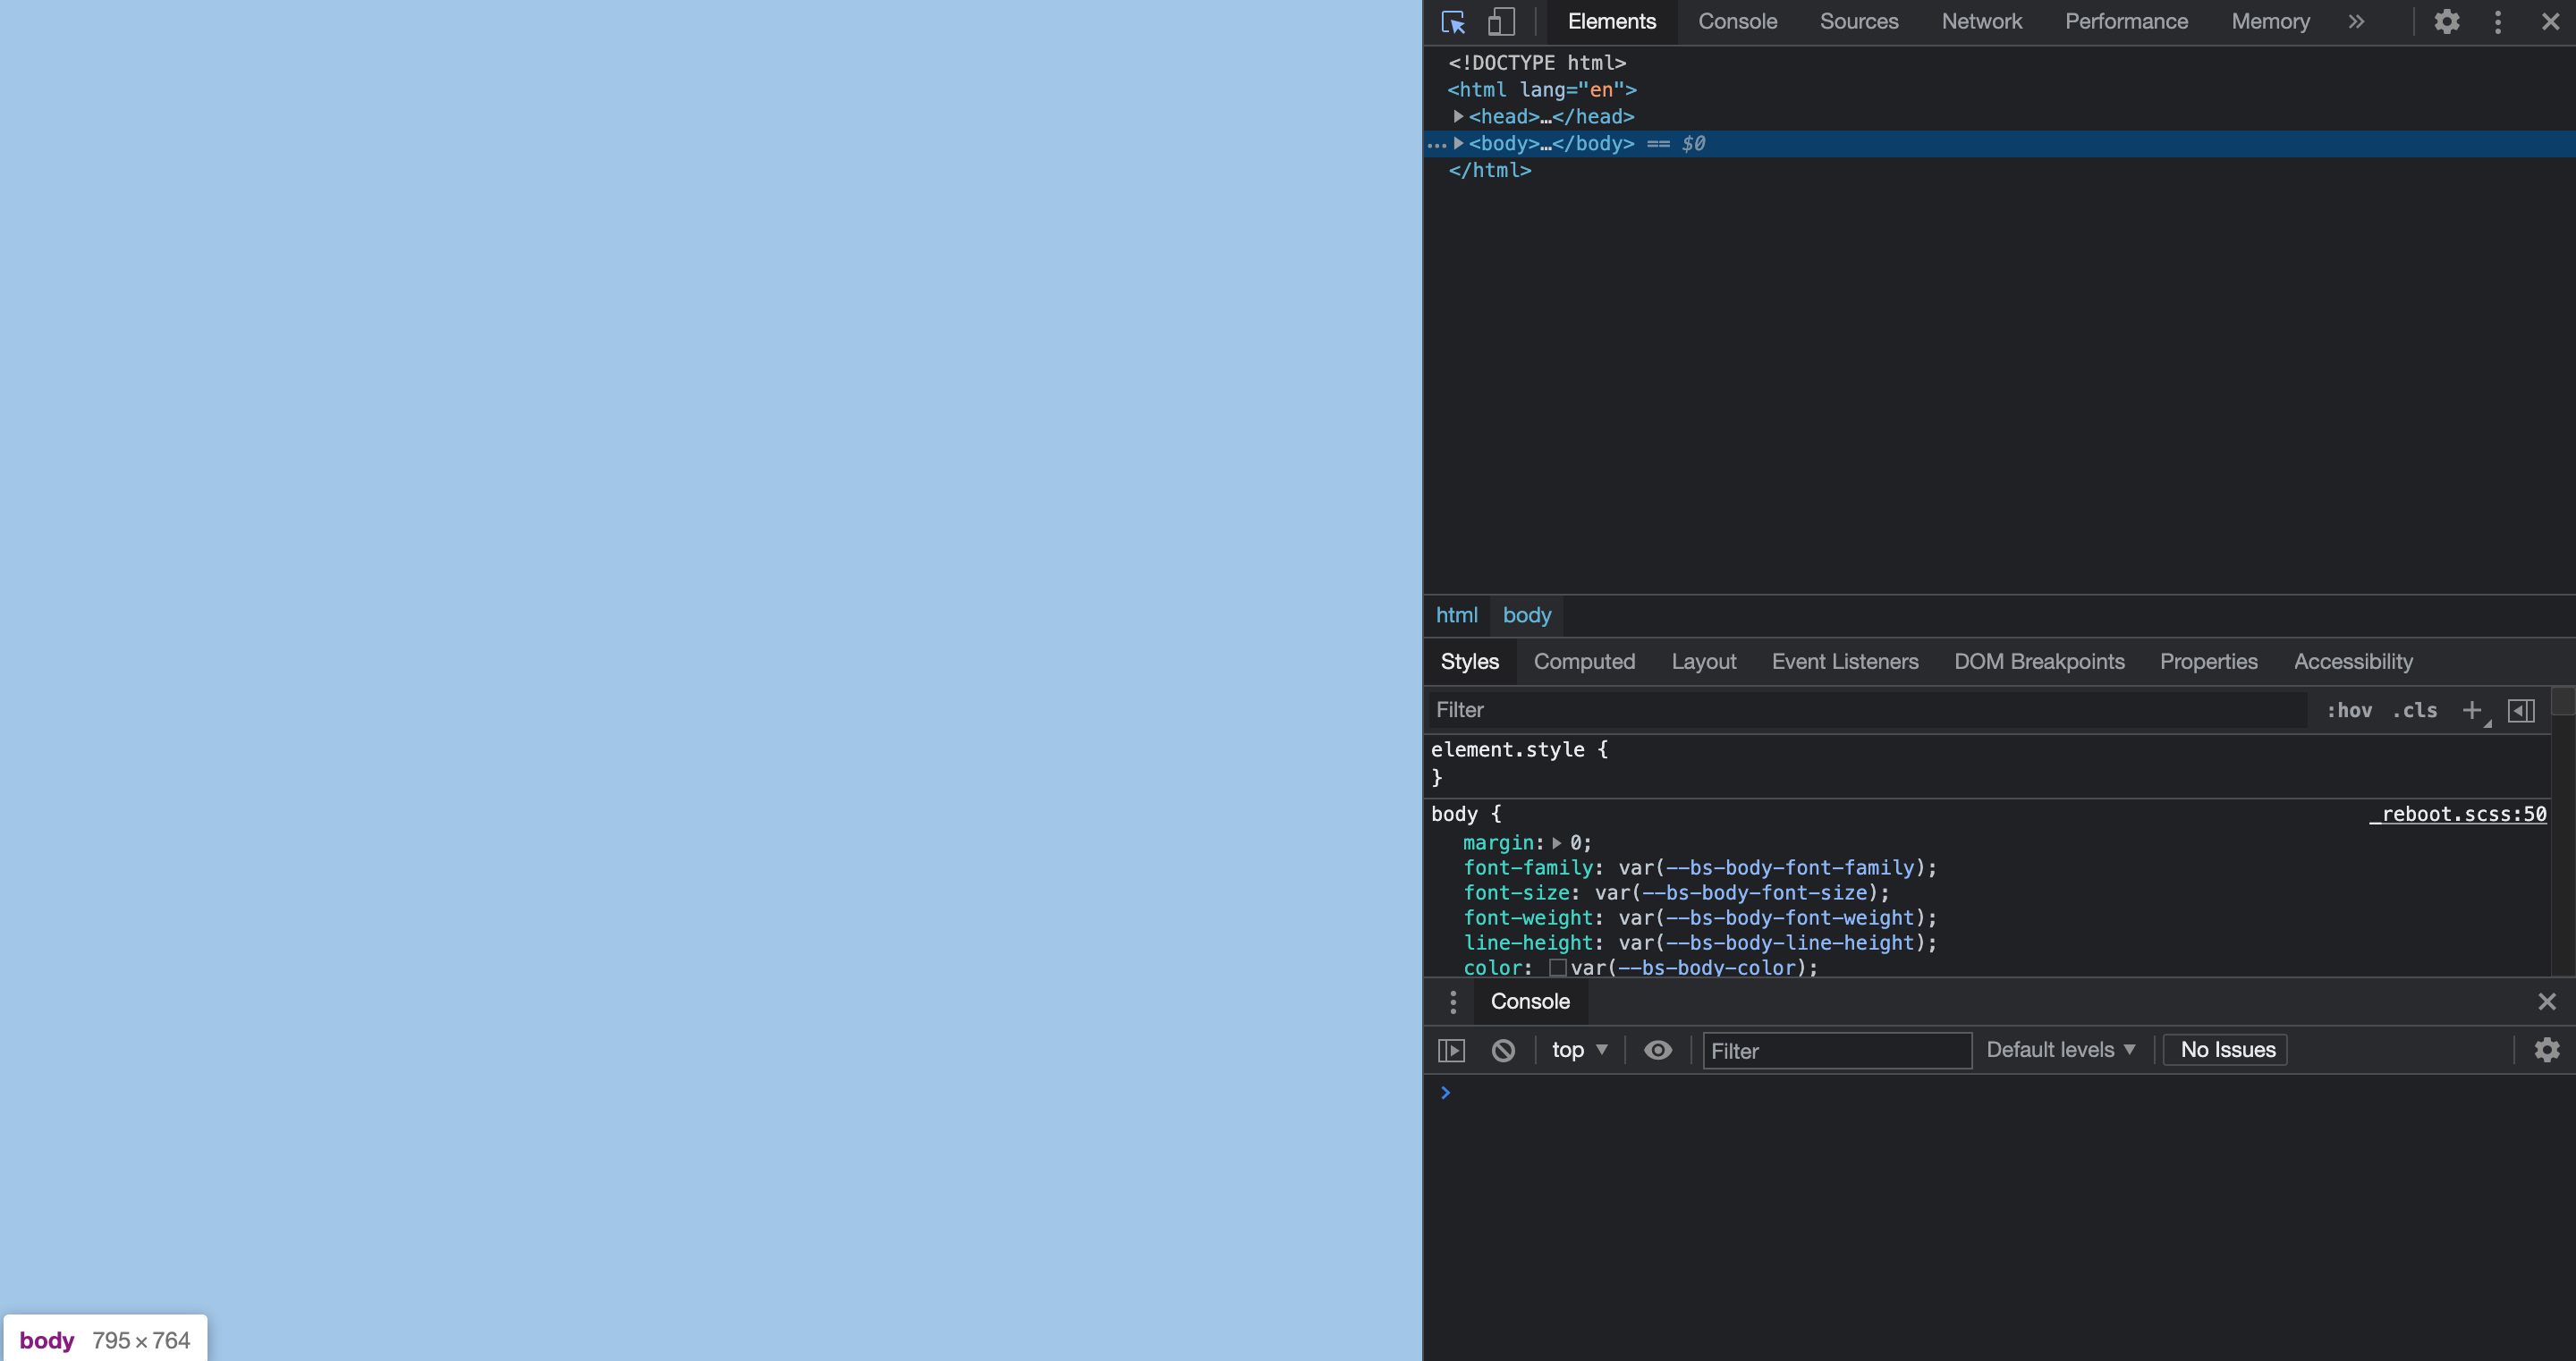 body 795 × 764
Elements Console Sources Network Performance Memory
<!DOCTYPE html>
<html lang="en">
<head>…</head>
… <body>…</body> == $0
</html>
html body
Styles Computed Layout Event Listeners DOM Breakpoints Properties Accessibility
Filter :hov .cls
element.style {
}
body { _reboot.scss:50
margin: 0;
font-family: var(--bs-body-font-family);
font-size: var(--bs-body-font-size);
font-weight: var(--bs-body-font-weight);
line-height: var(--bs-body-line-height);
color: var(--bs-body-color);
Console
top Filter Default levels No Issues